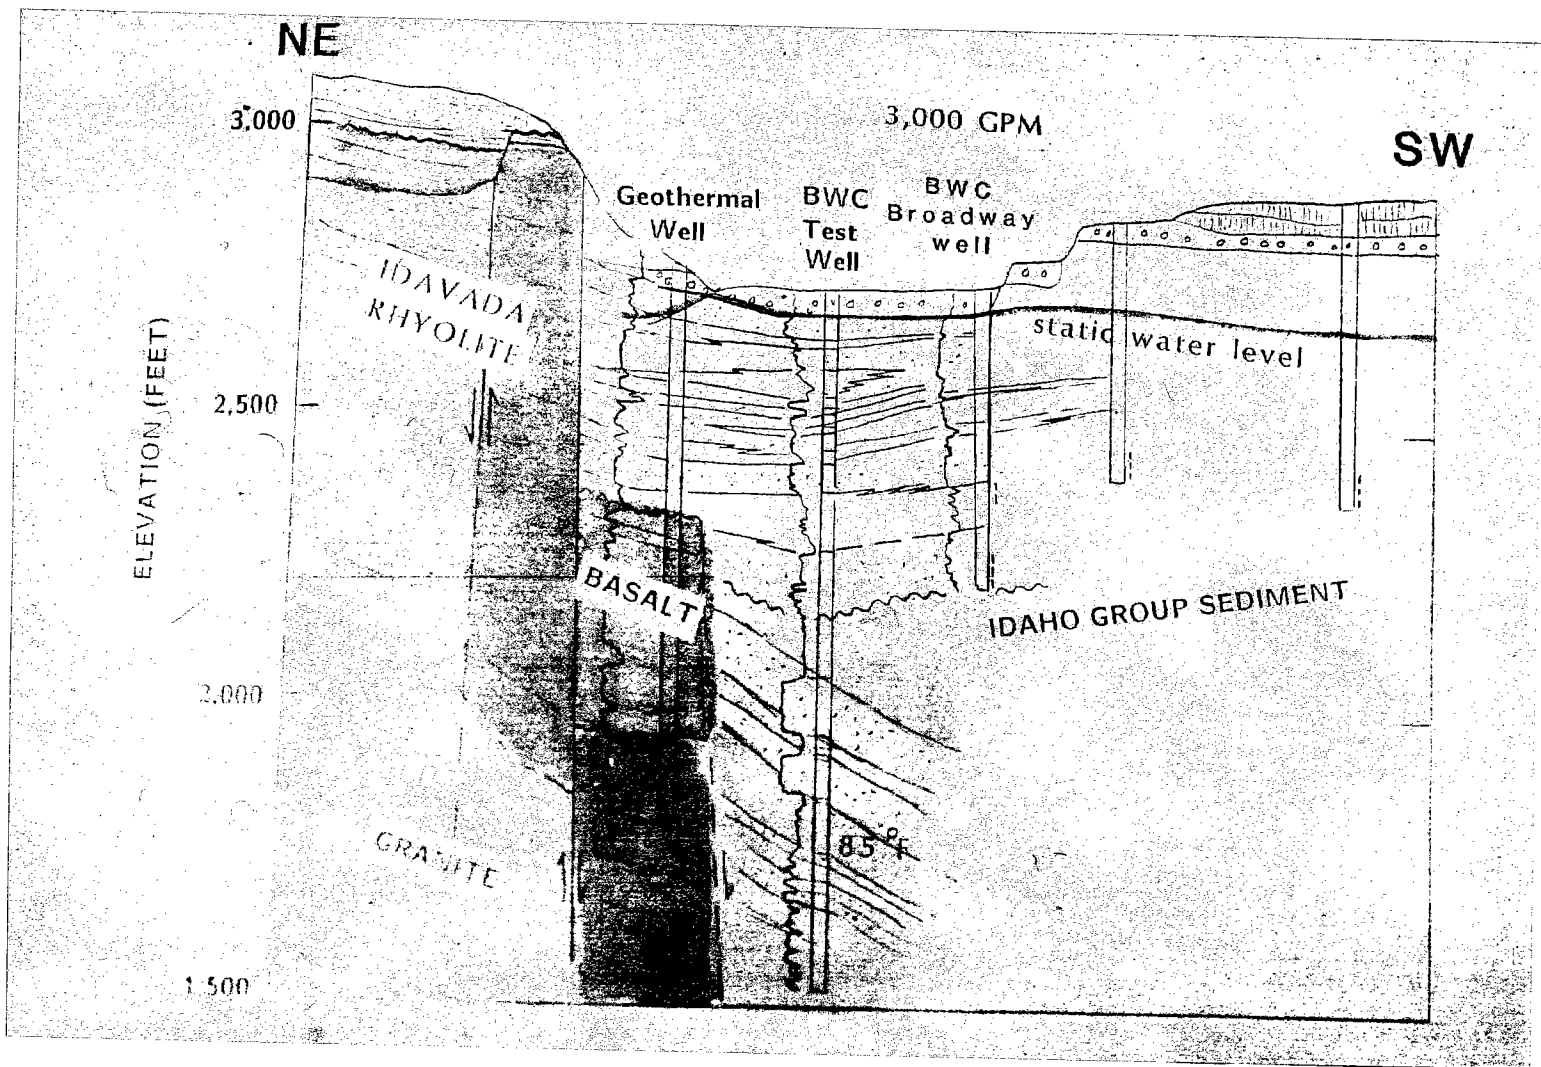 NE
3,000 GPM
SW
3,000
Geothermal
Well
BWC
Test
Well
BWC
Broadway
well
IDAVADA
RHYOLITE
static water level
ELEVATION (FEET)
2,500
BASALT
IDAHO GROUP SEDIMENT
2,000
85°F
GRANITE
1,500